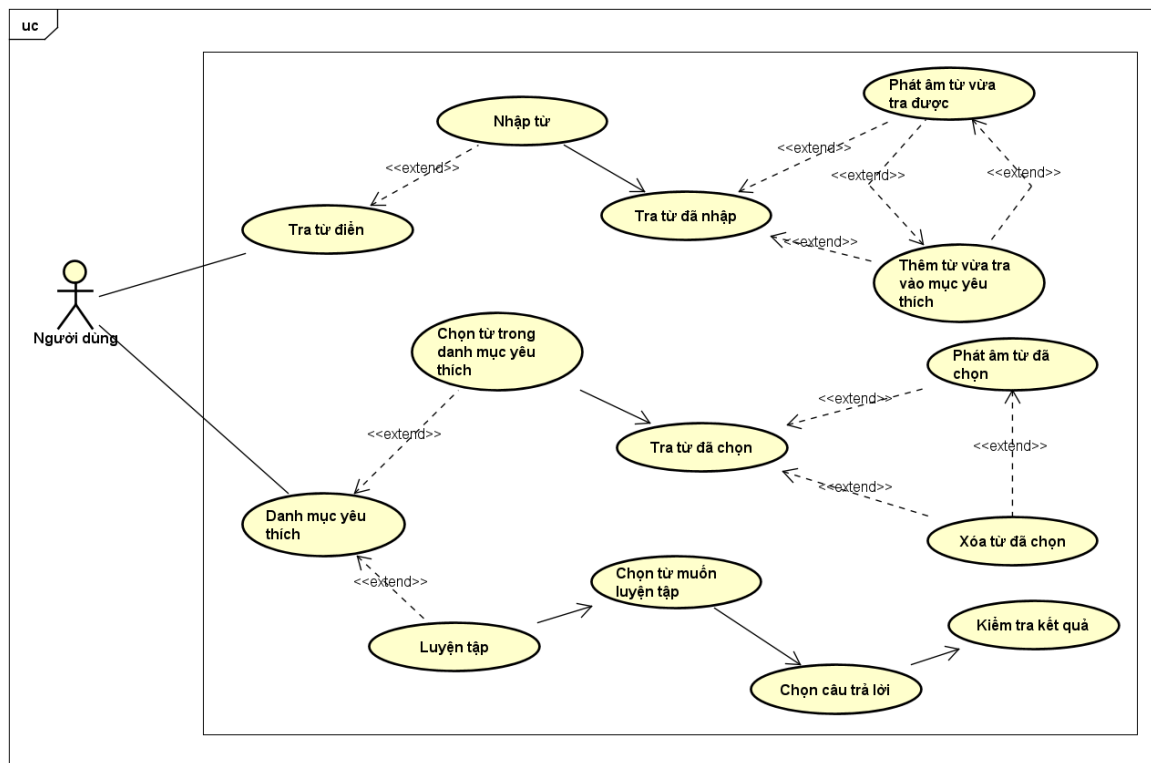 uc
Nhập từ
Phát âm từ vừa
tra được
<<extend>>
<<extend>>
<<extend>>
<<extend>>
Tra từ điển
Tra từ đã nhập
<<extend>>
Thêm từ vừa tra
vào mục yêu
thích
Người dùng
Chọn từ trong
danh mục yêu
thích
Phát âm từ đã
chọn
<<extend>>
<<extend>>
Tra từ đã chọn
<<extend>>
<<extend>>
Danh mục yêu
thích
Xóa từ đã chọn
<<extend>>
Chọn từ muốn
luyện tập
Luyện tập
Kiểm tra kết quả
Chọn câu trả lời